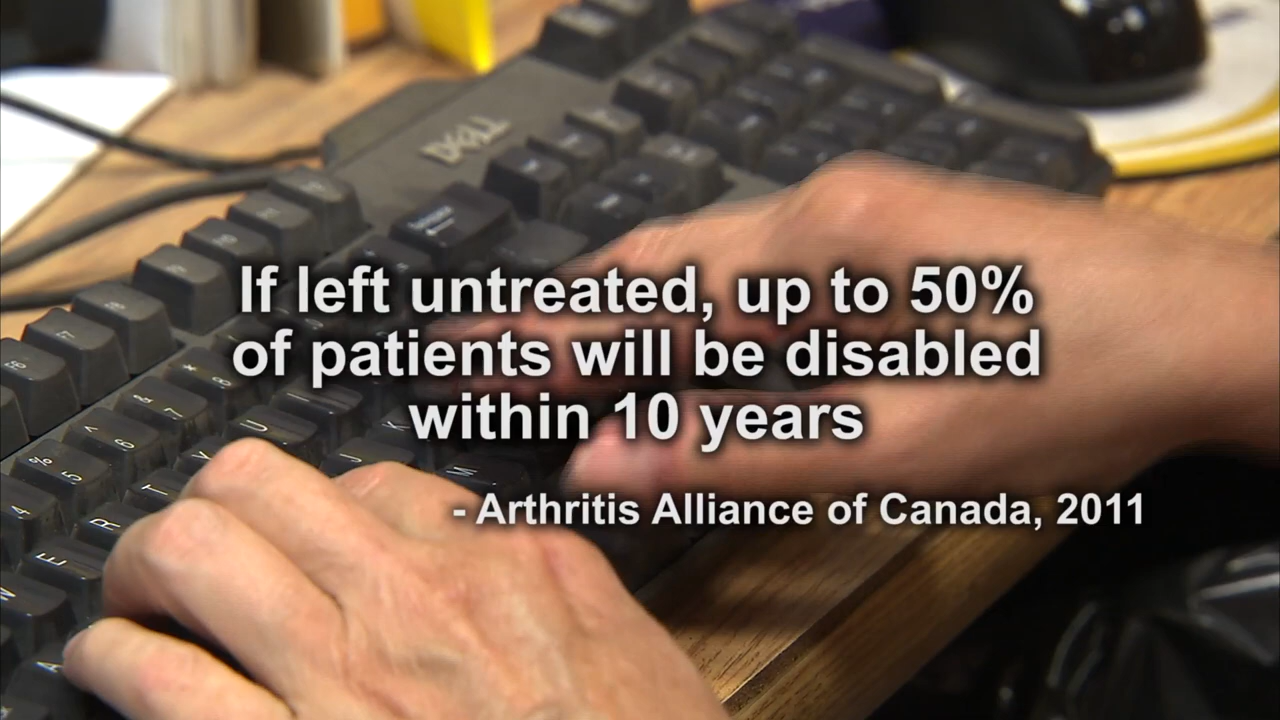 If left untreated, up to 50%
of patients will be disabled
within 10 years
- Arthritis Alliance of Canada, 2011
DELL